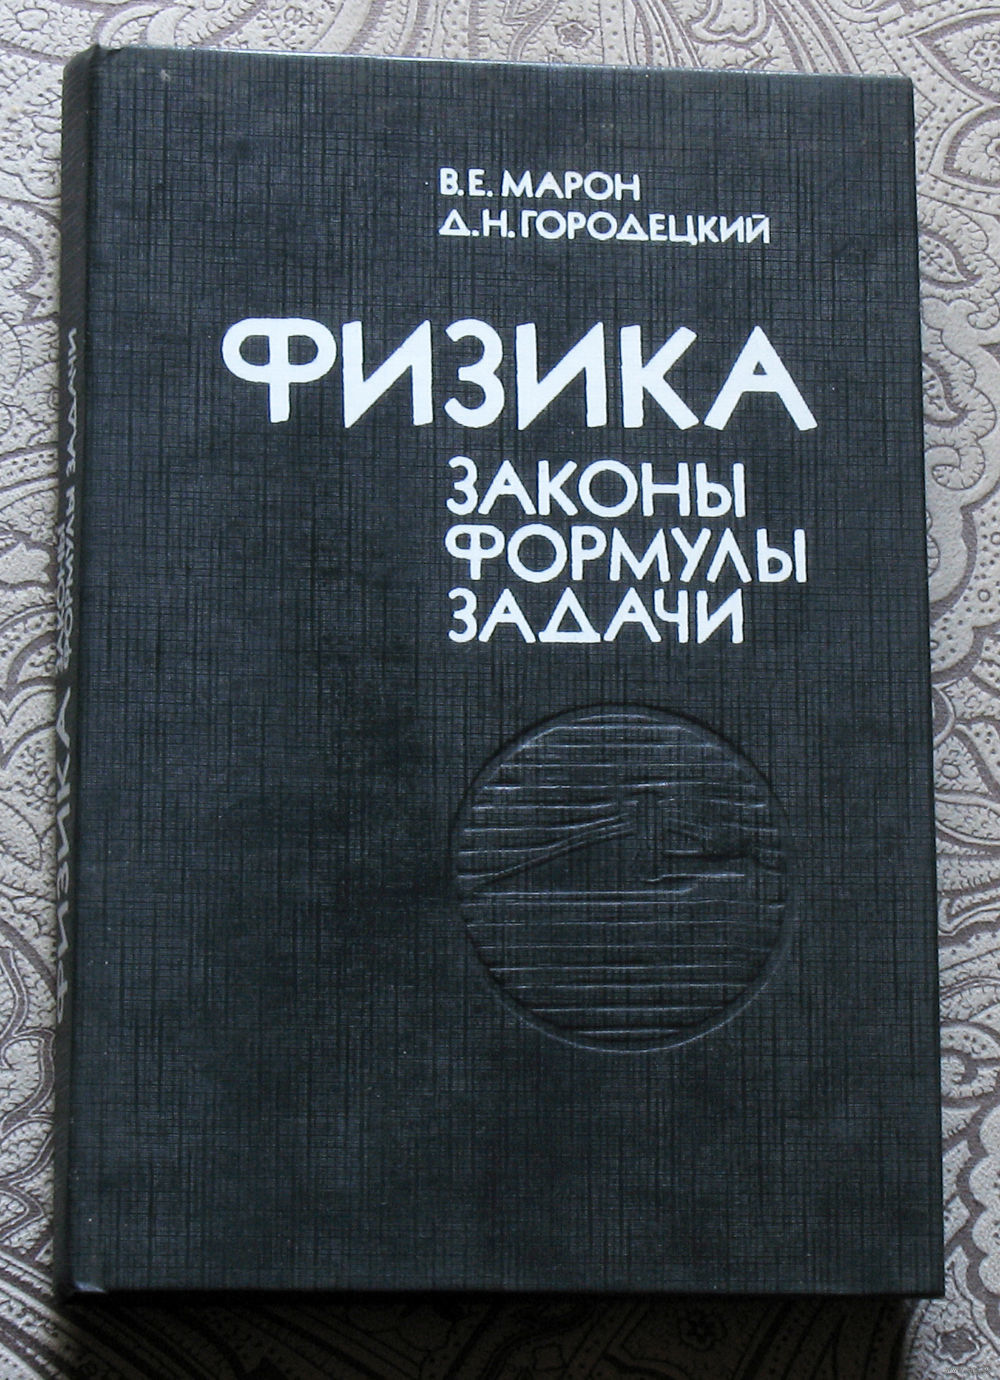 В.Е. МАРОН
Д.Н. ГОРОДЕЦКИЙ
ФИЗИКА
ЗАКОНЫ
ФОРМУЛЫ
ЗАДАЧИ
ФИЗИКА